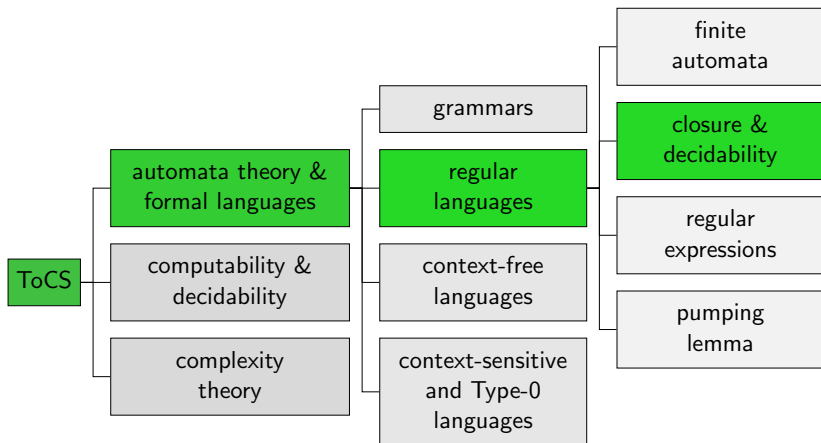 ToCS
automata theory &
formal languages
computability &
decidability
complexity
theory
grammars
regular
languages
context-free
languages
context-sensitive
and Type-0
languages
finite
automata
closure &
decidability
regular
expressions
pumping
lemma